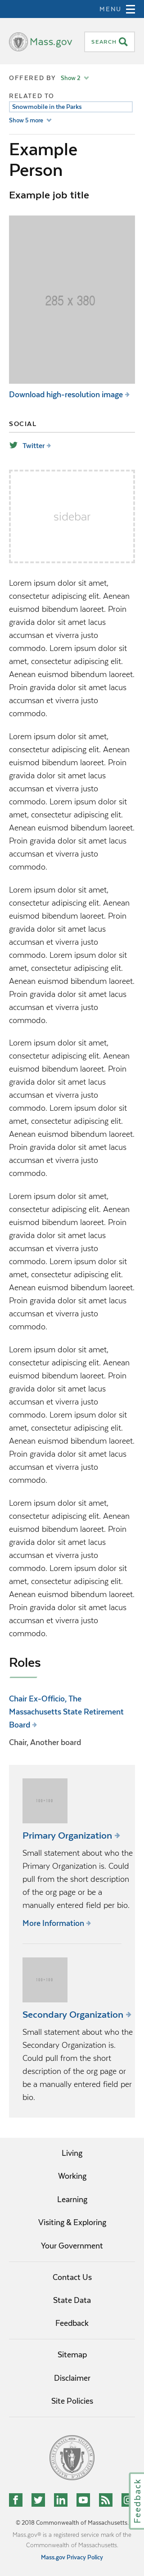 MENU
Mass.gov
SEARCH
OFFERED BY Show 2
RELATED TO
Snowmobile in the Parks
Show 5 more
Example
Person
Example job title
285 x 380
Download high-resolution image
SOCIAL
Twitter
sidebar
Lorem ipsum dolor sit amet,
consectetur adipiscing elit. Aenean
euismod bibendum laoreet. Proin
gravida dolor sit amet lacus
accumsan et viverra justo
commodo. Lorem ipsum dolor sit
amet, consectetur adipiscing elit.
Aenean euismod bibendum laoreet.
Proin gravida dolor sit amet lacus
accumsan et viverra justo
commodo.
Lorem ipsum dolor sit amet,
consectetur adipiscing elit. Aenean
euismod bibendum laoreet. Proin
gravida dolor sit amet lacus
accumsan et viverra justo
commodo. Lorem ipsum dolor sit
amet, consectetur adipiscing elit.
Aenean euismod bibendum laoreet.
Proin gravida dolor sit amet lacus
accumsan et viverra justo
commodo.
Lorem ipsum dolor sit amet,
consectetur adipiscing elit. Aenean
euismod bibendum laoreet. Proin
gravida dolor sit amet lacus
accumsan et viverra justo
commodo. Lorem ipsum dolor sit
amet, consectetur adipiscing elit.
Aenean euismod bibendum laoreet.
Proin gravida dolor sit amet lacus
accumsan et viverra justo
commodo.
Lorem ipsum dolor sit amet,
consectetur adipiscing elit. Aenean
euismod bibendum laoreet. Proin
gravida dolor sit amet lacus
accumsan et viverra justo
commodo. Lorem ipsum dolor sit
amet, consectetur adipiscing elit.
Aenean euismod bibendum laoreet.
Proin gravida dolor sit amet lacus
accumsan et viverra justo
commodo.
Lorem ipsum dolor sit amet,
consectetur adipiscing elit. Aenean
euismod bibendum laoreet. Proin
gravida dolor sit amet lacus
accumsan et viverra justo
commodo. Lorem ipsum dolor sit
amet, consectetur adipiscing elit.
Aenean euismod bibendum laoreet.
Proin gravida dolor sit amet lacus
accumsan et viverra justo
commodo.
Lorem ipsum dolor sit amet,
consectetur adipiscing elit. Aenean
euismod bibendum laoreet. Proin
gravida dolor sit amet lacus
accumsan et viverra justo
commodo. Lorem ipsum dolor sit
amet, consectetur adipiscing elit.
Aenean euismod bibendum laoreet.
Proin gravida dolor sit amet lacus
accumsan et viverra justo
commodo.
Lorem ipsum dolor sit amet,
consectetur adipiscing elit. Aenean
euismod bibendum laoreet. Proin
gravida dolor sit amet lacus
accumsan et viverra justo
commodo. Lorem ipsum dolor sit
amet, consectetur adipiscing elit.
Aenean euismod bibendum laoreet.
Proin gravida dolor sit amet lacus
accumsan et viverra justo
commodo.
Roles
Chair Ex-Officio, The
Massachusetts State Retirement
Board
Chair, Another board
Primary Organization
Small statement about who the
Primary Organization is. Could
pull from the short description
of the org page or be a
manually entered field per bio.
More Information
Secondary Organization
Small statement about who the
Secondary Organization is.
Could pull from the short
description of the org page or
be a manually entered field per
bio.
Living
Working
Learning
Visiting & Exploring
Your Government
Contact Us
State Data
Feedback
Sitemap
Disclaimer
Site Policies
Feedback
© 2018 Commonwealth of Massachusetts.
Mass.gov® is a registered service mark of the
Commonwealth of Massachusetts.
Mass.gov Privacy Policy